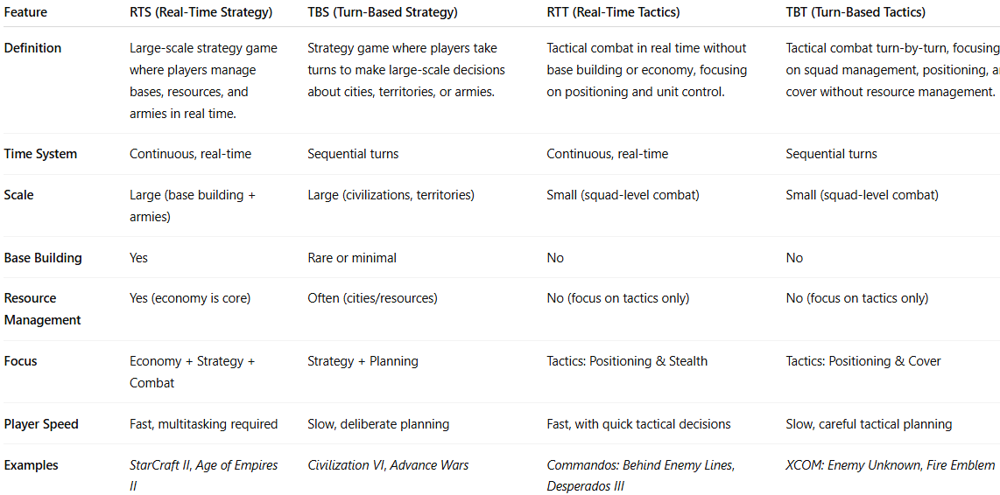 Feature RTS (Real-Time Strategy) TBS (Turn-Based Strategy) RTT (Real-Time Tactics) TBT (Turn-Based Tactics)
Definition Large-scale strategy game Strategy game where players take Tactical combat in real time without Tactical combat turn-by-turn, focusing
where players manage turns to make large-scale decisions base building or economy, focusing on squad management, positioning,
bases, resources, and about cities, territories, or armies. on positioning and unit control. cover without resource management.
armies in real time.
Time System Continuous, real-time Sequential turns Continuous, real-time Sequential turns
Scale Large (base building + Large (civilizations, territories) Small (squad-level combat) Small (squad-level combat)
armies)
Base Building Yes Rare or minimal No No
Resource Yes (economy is core) Often (cities/resources) No (focus on tactics only) No (focus on tactics only)
Management
Focus Economy + Strategy + Strategy + Planning Tactics: Positioning & Stealth Tactics: Positioning & Cover
Combat
Player Speed Fast, multitasking required Slow, deliberate planning Fast, with quick tactical decisions Slow, careful tactical planning
Examples StarCraft II, Age of Empires Civilization VI, Advance Wars Commandos: Behind Enemy Lines, XCOM: Enemy Unknown, Fire Emblem
II Desperados III